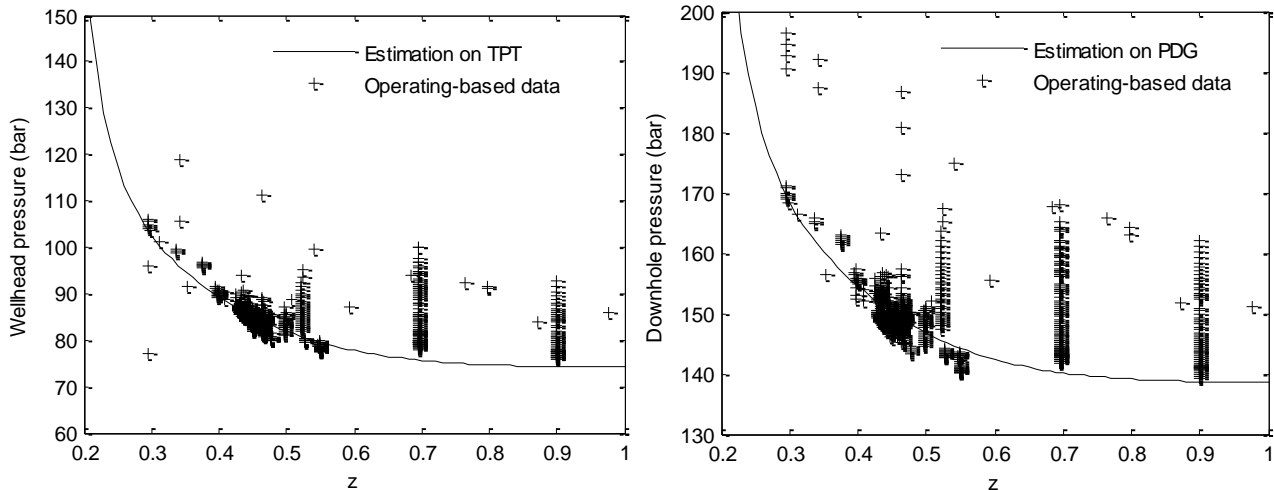 150
140
130
120
110
100
90
80
70
60
Wellhead pressure (bar)
Estimation on TPT
Operating-based data
0.2 0.3 0.4 0.5 0.6 0.7 0.8 0.9 1
z
200
190
180
170
160
150
140
130
Downhole pressure (bar)
Estimation on PDG
Operating-based data
0.2 0.3 0.4 0.5 0.6 0.7 0.8 0.9 1
z